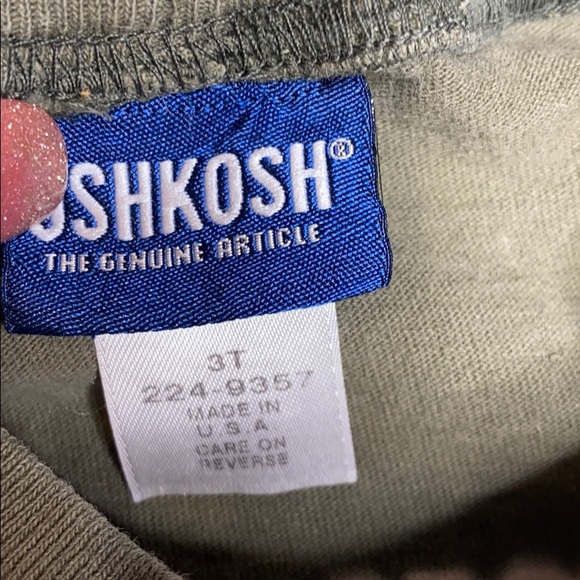 OSHKOSH®
THE GENUINE ARTICLE
3T
224-9357
MADE IN
U.S.A
CARE ON
REVERSE